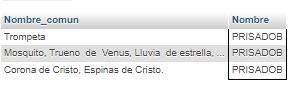 Nombre_comun Nombre
Trompeta PRISADOB
Mosquito, Trueno de Venus, Lluvia de estrella, ... PRISADOB
Corona de Cristo, Espinas de Cristo. PRISADOB